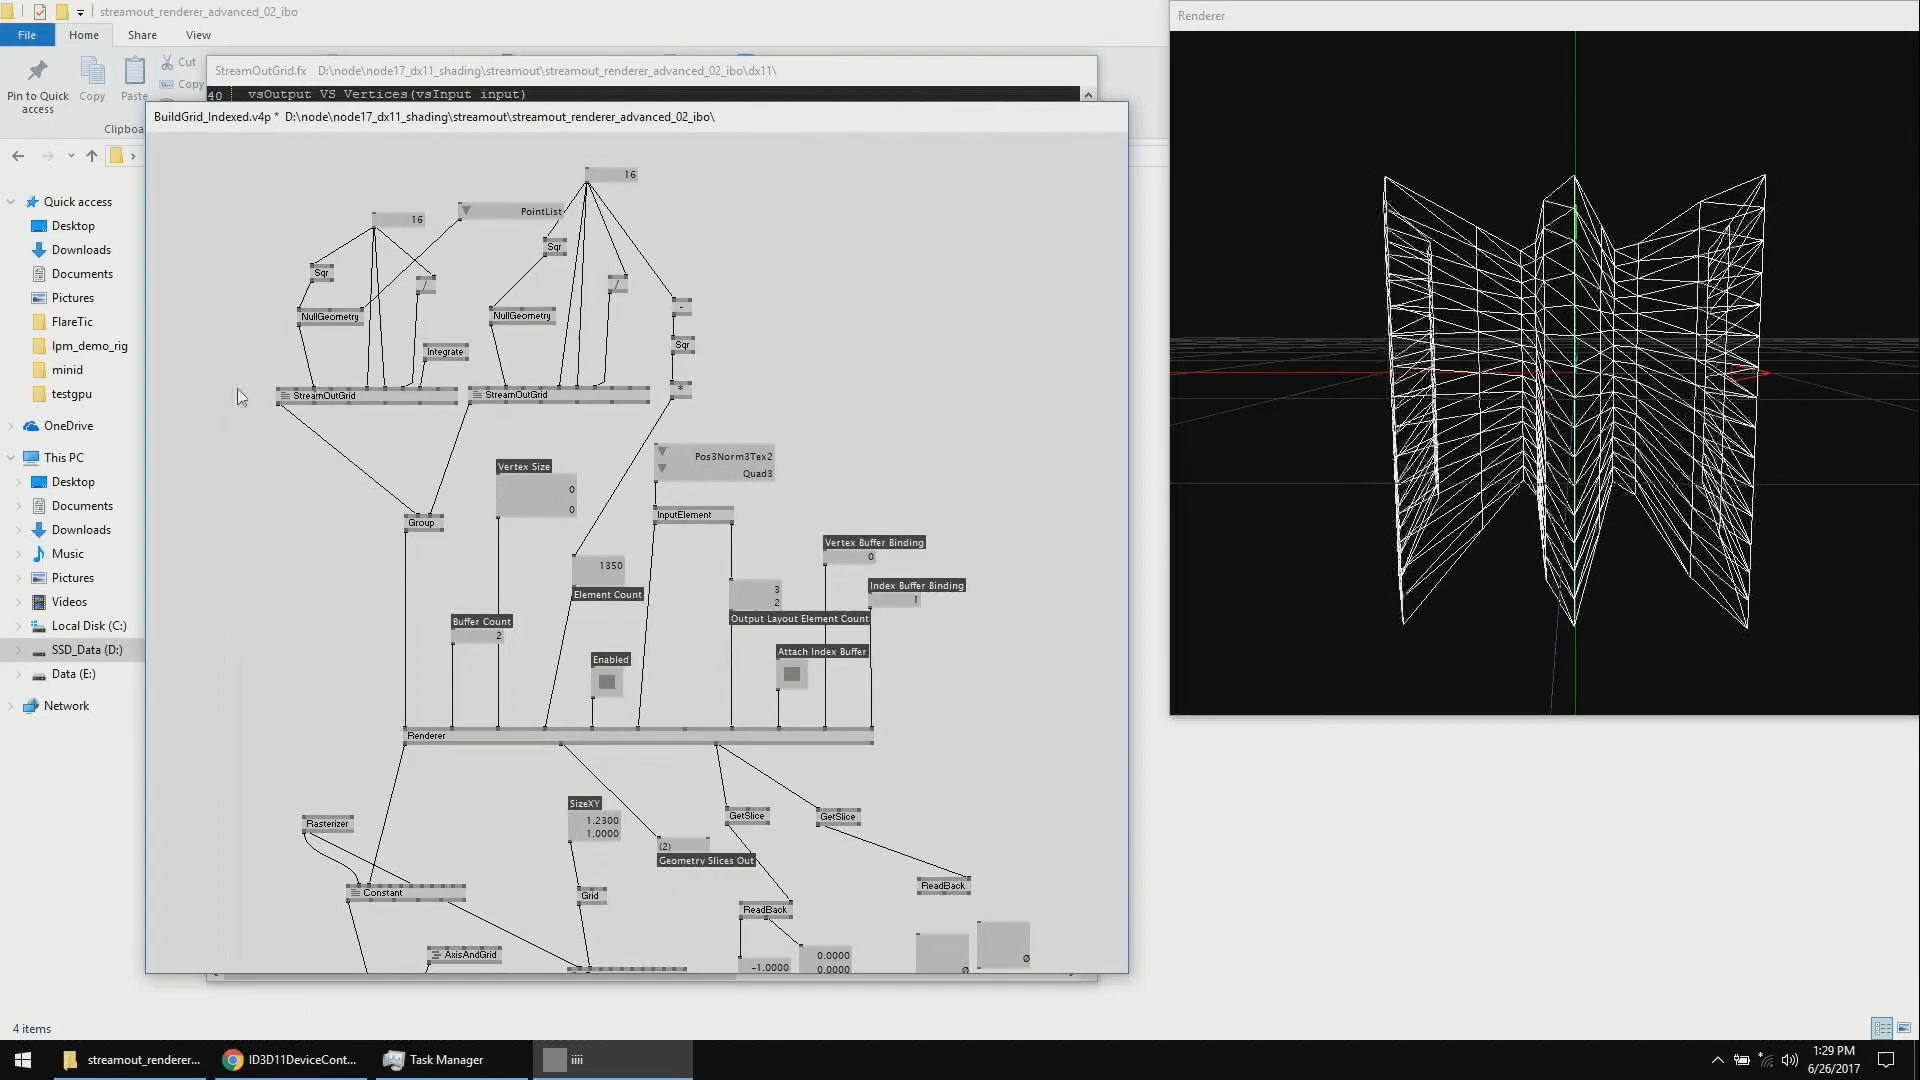 streamout_renderer_advanced_02_ibo
File Home Share View
Cut
Copy
Pin to Quick access
Copy
Paste
Clipboa
Quick access
Desktop
Downloads
Documents
Pictures
FlareTic
lpm_demo_rig
minid
testgpu
OneDrive
This PC
Desktop
Documents
Downloads
Music
Pictures
Videos
Local Disk (C:)
SSD_Data (D:)
Data (E:)
Network
4 items
StreamOutGrid.fx D:\node\node17_dx11_shading\streamout\streamout_renderer_advanced_02_ibo\dx11\
40 vsOutput VS_Vertices(vsInput input)
BuildGrid_Indexed.v4p * D:\node\node17_dx11_shading\streamout\streamout_renderer_advanced_02_ibo\
16
16
PointList
Sqr
Sqr
/
/
-
NullGeometry
NullGeometry
Sqr
Integrate
*
StreamOutGrid
StreamOutGrid
Pos3Norm3Tex2
Quad3
Vertex Size
0
0
InputElement
Group
Vertex Buffer Binding
0
1350
Element Count
Index Buffer Binding
1
3
2
Output Layout Element Count
Buffer Count
2
Enabled
Attach Index Buffer
Renderer
SizeXY
1.2300
1.0000
GetSlice
GetSlice
Rasterizer
(2)
Geometry Slices Out
Constant
Grid
ReadBack
ReadBack
AxisAndGrid
-1.0000
0.0000
0.0000
Ø
Ø
Renderer
streamout_renderer...
ID3D11DeviceCont...
Task Manager
iiii
1:29 PM
6/26/2017